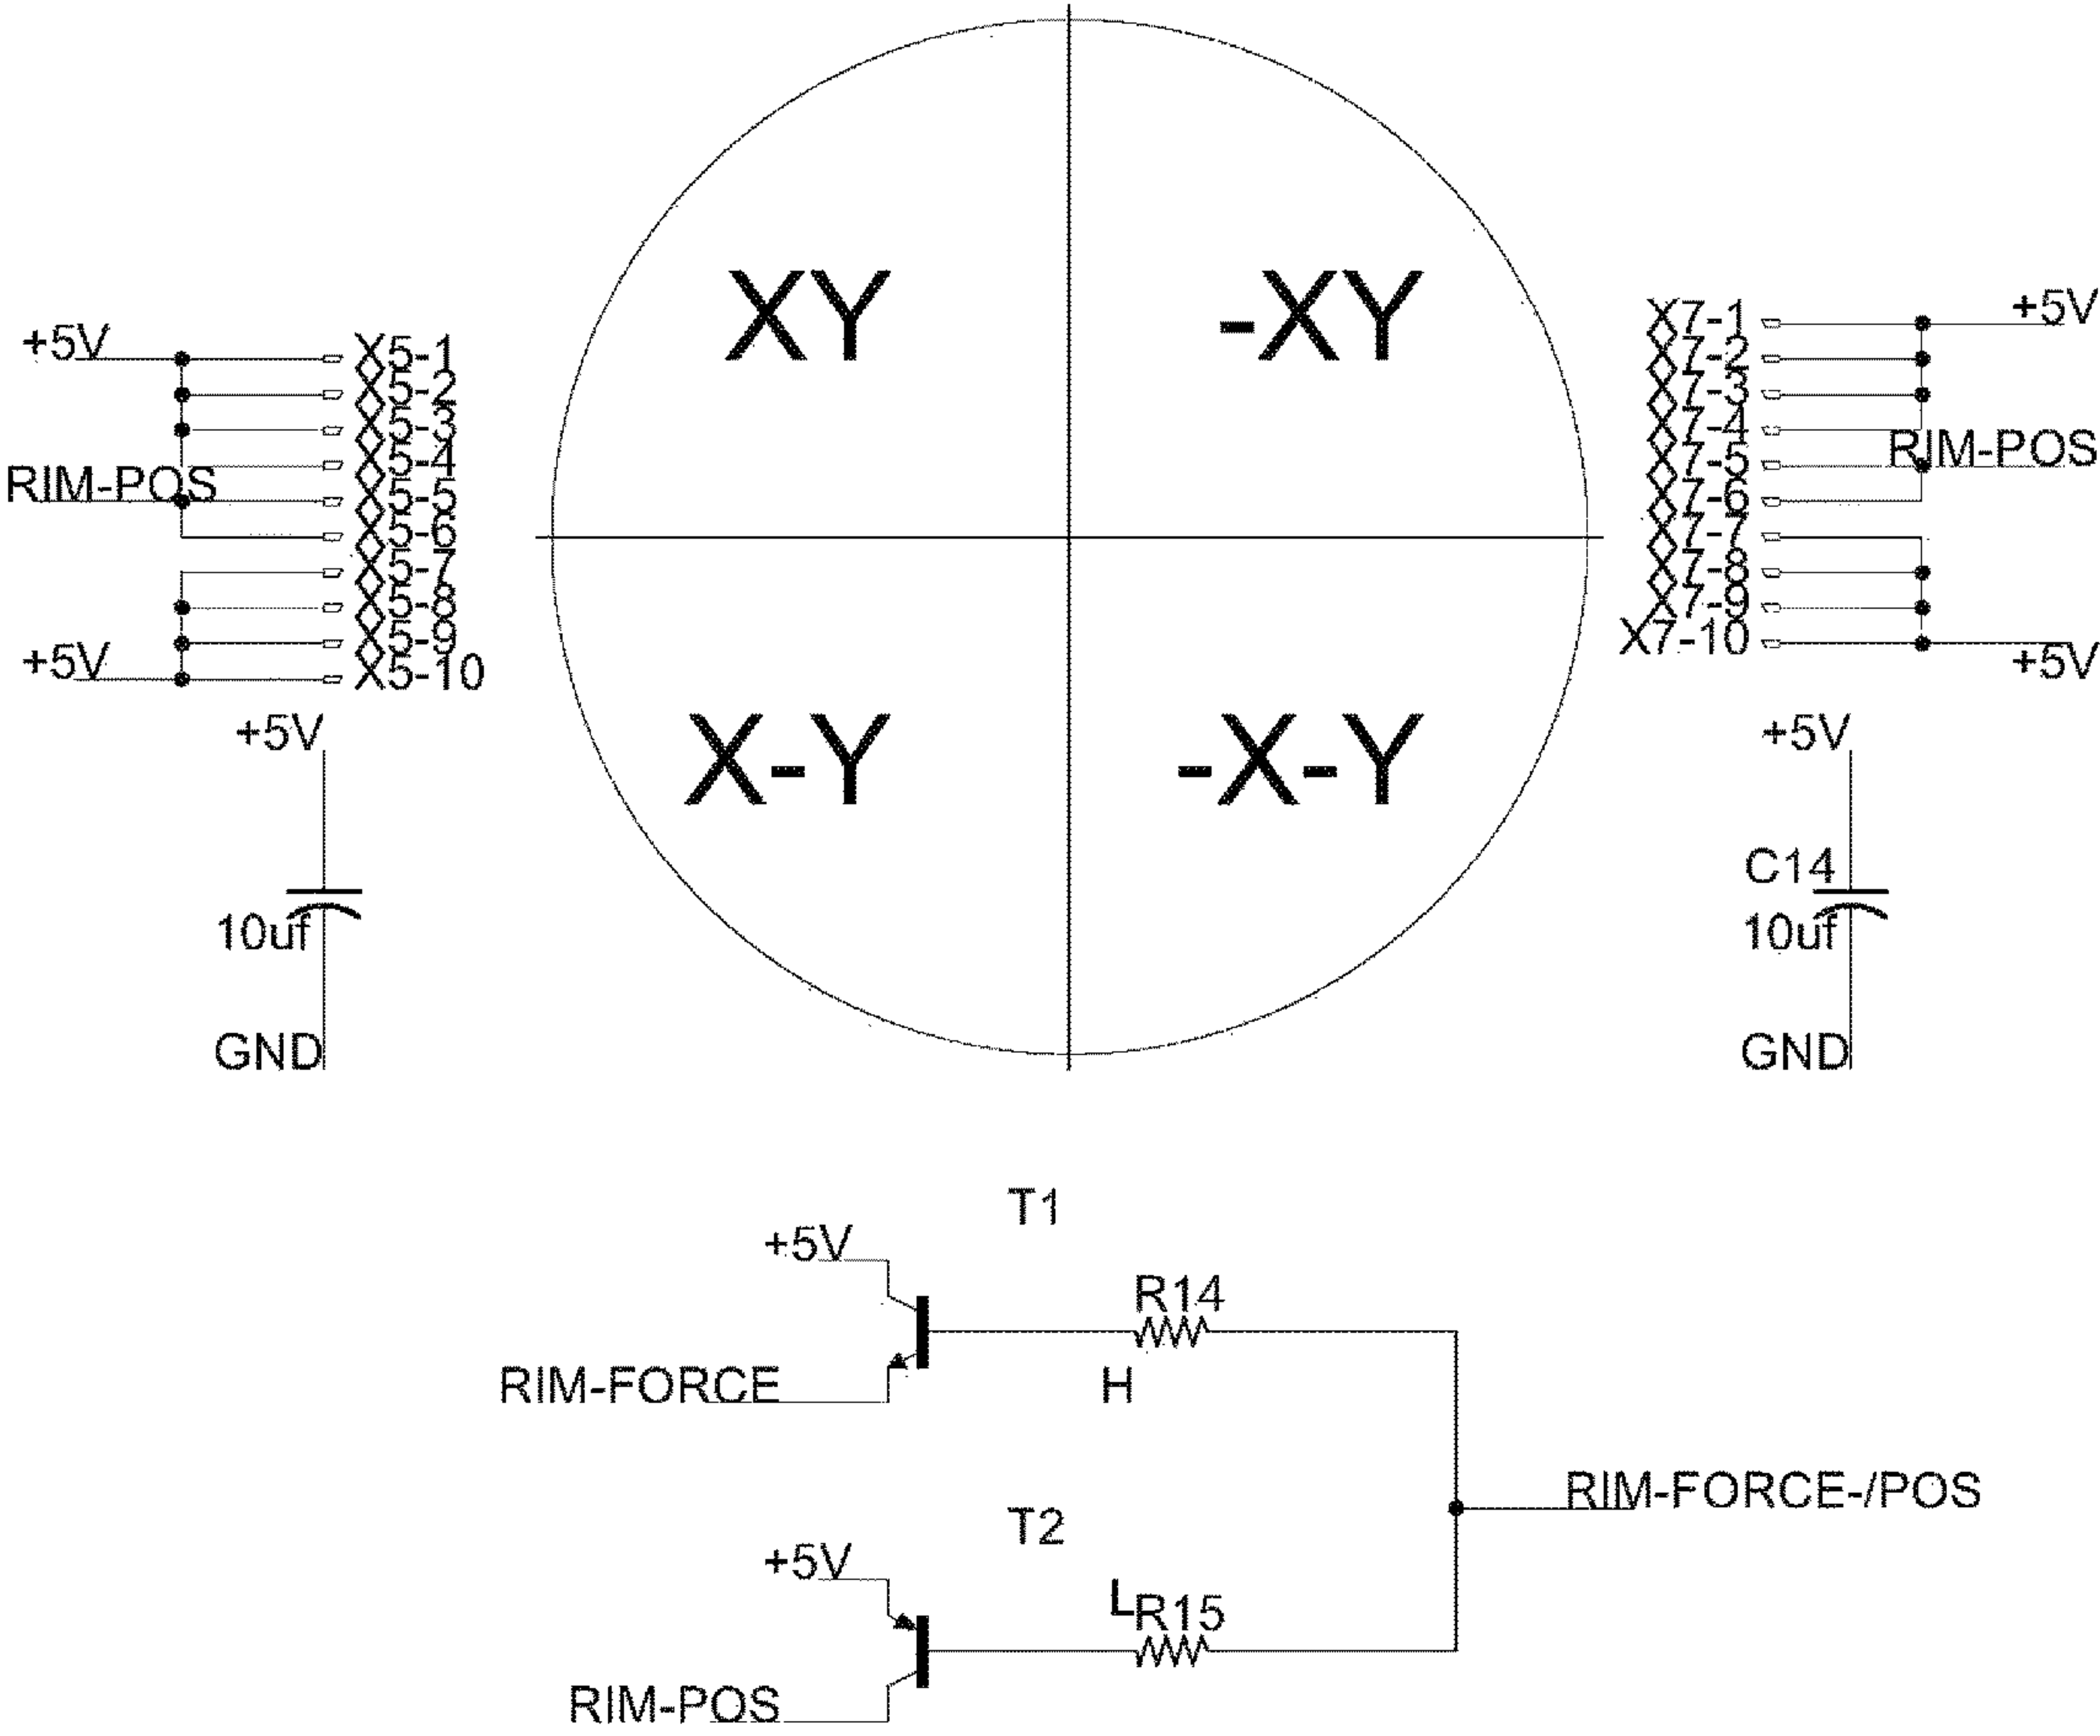 XY
-XY
X-Y
-X-Y
+5V
X5-1
X5-2
X5-3
X5-4
RIM-POS
X5-5
X5-6
X5-7
X5-8
X5-9
+5V
X5-10
+5V
10uf
GND
X7-1
+5V
X7-2
X7-3
X7-4
X7-5
RIM-POS
X7-6
X7-7
X7-8
X7-9
X7-10
+5V
+5V
C14
10uf
GND
T1
+5V
R14
RIM-FORCE
H
RIM-FORCE-/POS
T2
+5V
L
R15
RIM-POS